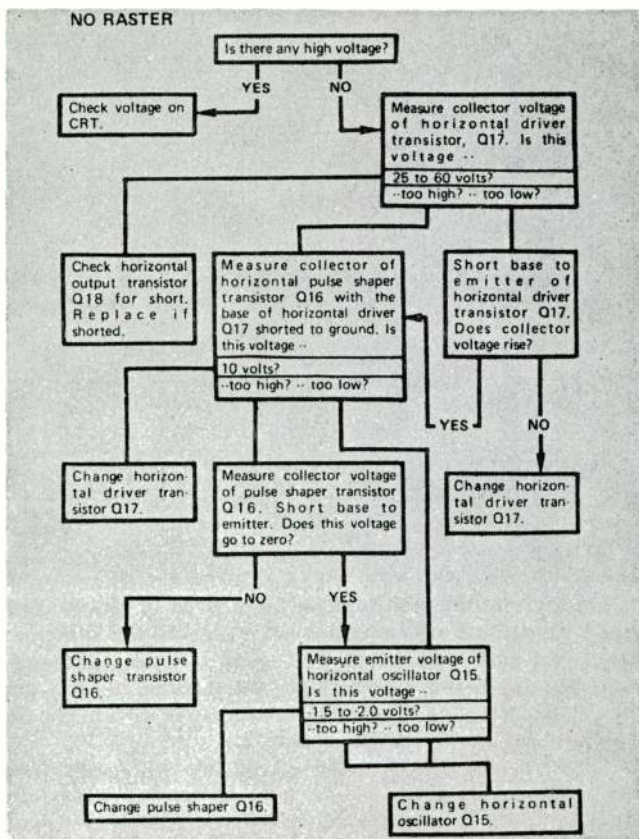 NO RASTER
Is there any high voltage?
YES
NO
Check voltage on
CRT.
Measure collector voltage
of horizontal driver
transistor, Q17. Is this
voltage --
25 to 60 volts?
--too high? -- too low?
Check horizontal
output transistor
Q18 for short.
Replace if
shorted.
Measure collector of
horizontal pulse shaper
transistor Q16 with the
base of horizontal driver
Q17 shorted to ground. Is
this voltage --
10 volts?
--too high? -- too low?
Short base to
emitter of
horizontal driver
transistor Q17.
Does collector
voltage rise?
YES
NO
Change horizon-
tal driver tran-
sistor Q17.
Measure collector voltage
of pulse shaper transistor
Q16. Short base to
emitter. Does this voltage
go to zero?
Change horizon-
tal driver tran-
sistor Q17.
NO
YES
Change pulse
shaper transistor
Q16.
Measure emitter voltage of
horizontal oscillator Q15.
Is this voltage --
1.5 to 2.0 volts?
--too high? -- too low?
Change pulse shaper Q16.
Change horizontal
oscillator Q15.